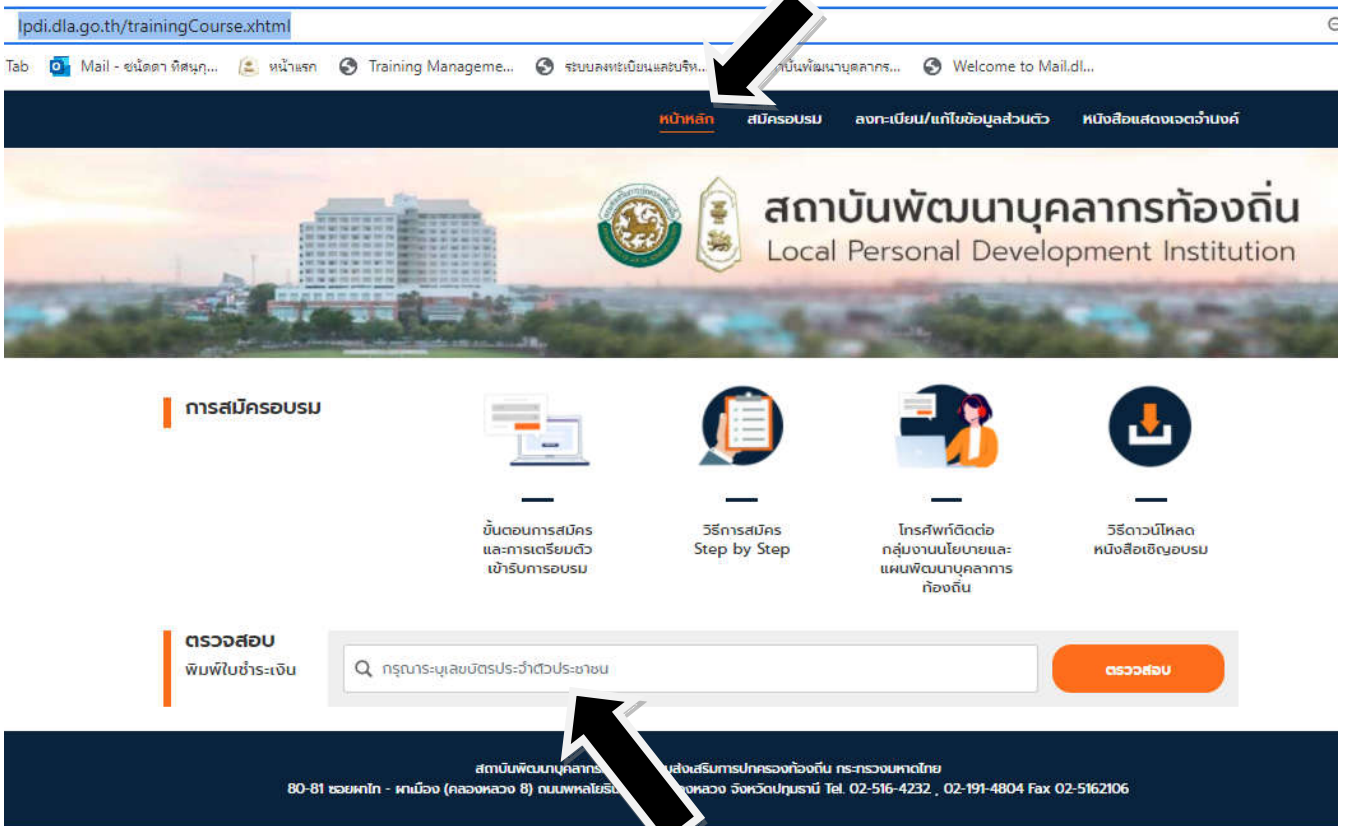 lpdi.dla.go.th/trainingCourse.xhtml
Tab Mail - ชนัดดา พิศนุก... หน้าแรก Training Manageme... ระบบลงทะเบียนและบริห... บันพัฒนาบุคลากร... Welcome to Mail.dl...
หน้าหลัก สมัครอบรม ลงทะเบียน/แก้ไขข้อมูลส่วนตัว หนังสือแสดงเจตจำนงค์
สถาบันพัฒนาบุคลากรท้องถิ่น
Local Personal Development Institution
การสมัครอบรม
ขั้นตอนการสมัคร
และการเตรียมตัว
เข้ารับการอบรม
วิธีการสมัคร
Step by Step
โทรศัพท์ติดต่อ
กลุ่มงานนโยบายและ
แผนพัฒนาบุคลาการ
ท้องถิ่น
วิธีดาวน์โหลด
หนังสือเชิญอบรม
ตรวจสอบ
พิมพ์ใบชำระเงิน
กรุณาระบุเลขบัตรประจำตัวประชาชน
ตรวจสอบ
สถาบันพัฒนาบุคลากร ส่งเสริมการปกครองท้องถิ่น กระทรวงมหาดไทย
80-81 ซอยผาโก - ผาเมือง (คลองหลวง 8) ถนนพหลโยธิน งหลวง จังหวัดปทุมธานี Tel. 02-516-4232 , 02-191-4804 Fax 02-5162106